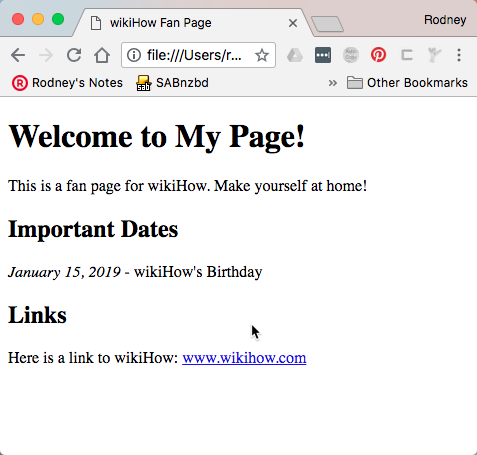 wikiHow Fan Page
Rodney
file:///Users/r...
Rodney's Notes
SABnzbd
Other Bookmarks
Welcome to My Page!
This is a fan page for wikiHow. Make yourself at home!
Important Dates
January 15, 2019 - wikiHow's Birthday
Links
Here is a link to wikiHow: www.wikihow.com